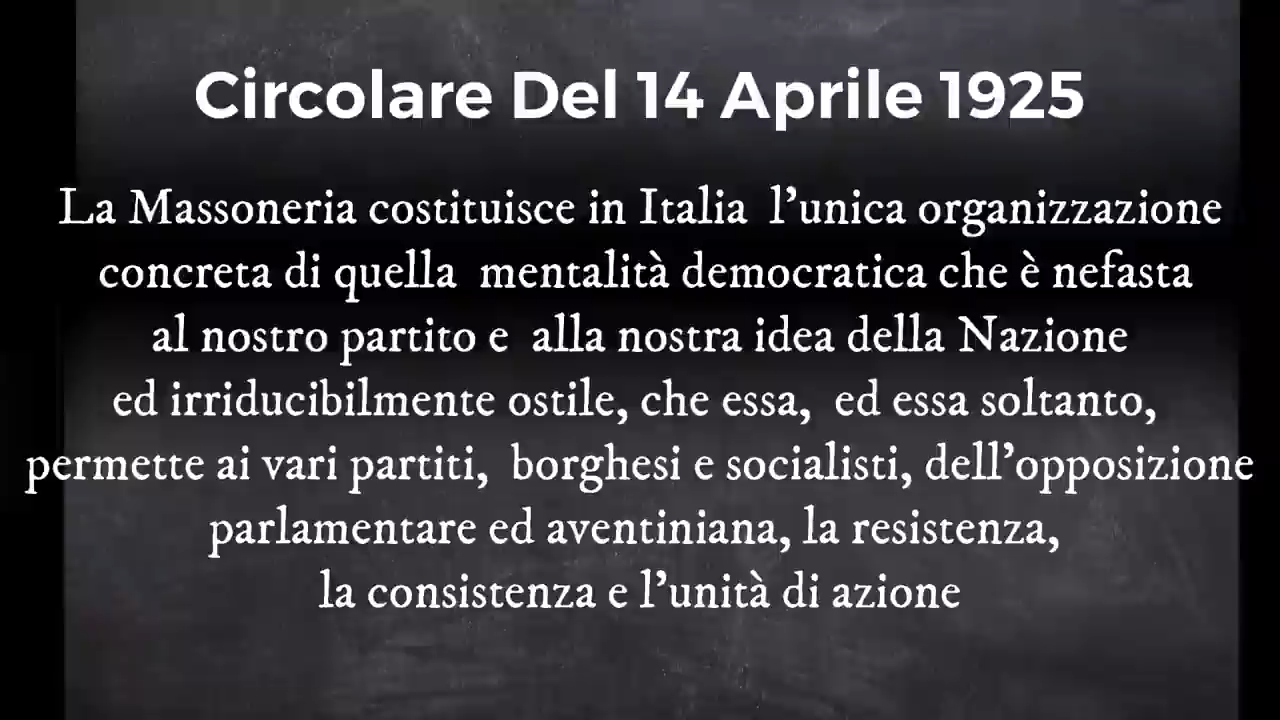 Circolare Del 14 Aprile 1925
La Massoneria costituisce in Italia l'unica organizzazione
concreta di quella mentalità democratica che è nefasta
al nostro partito e alla nostra idea della Nazione
ed irriducibilmente ostile, che essa, ed essa soltanto,
permette ai vari partiti, borghesi e socialisti, dell'opposizione
parlamentare ed aventiniana, la resistenza,
la consistenza e l'unità di azione